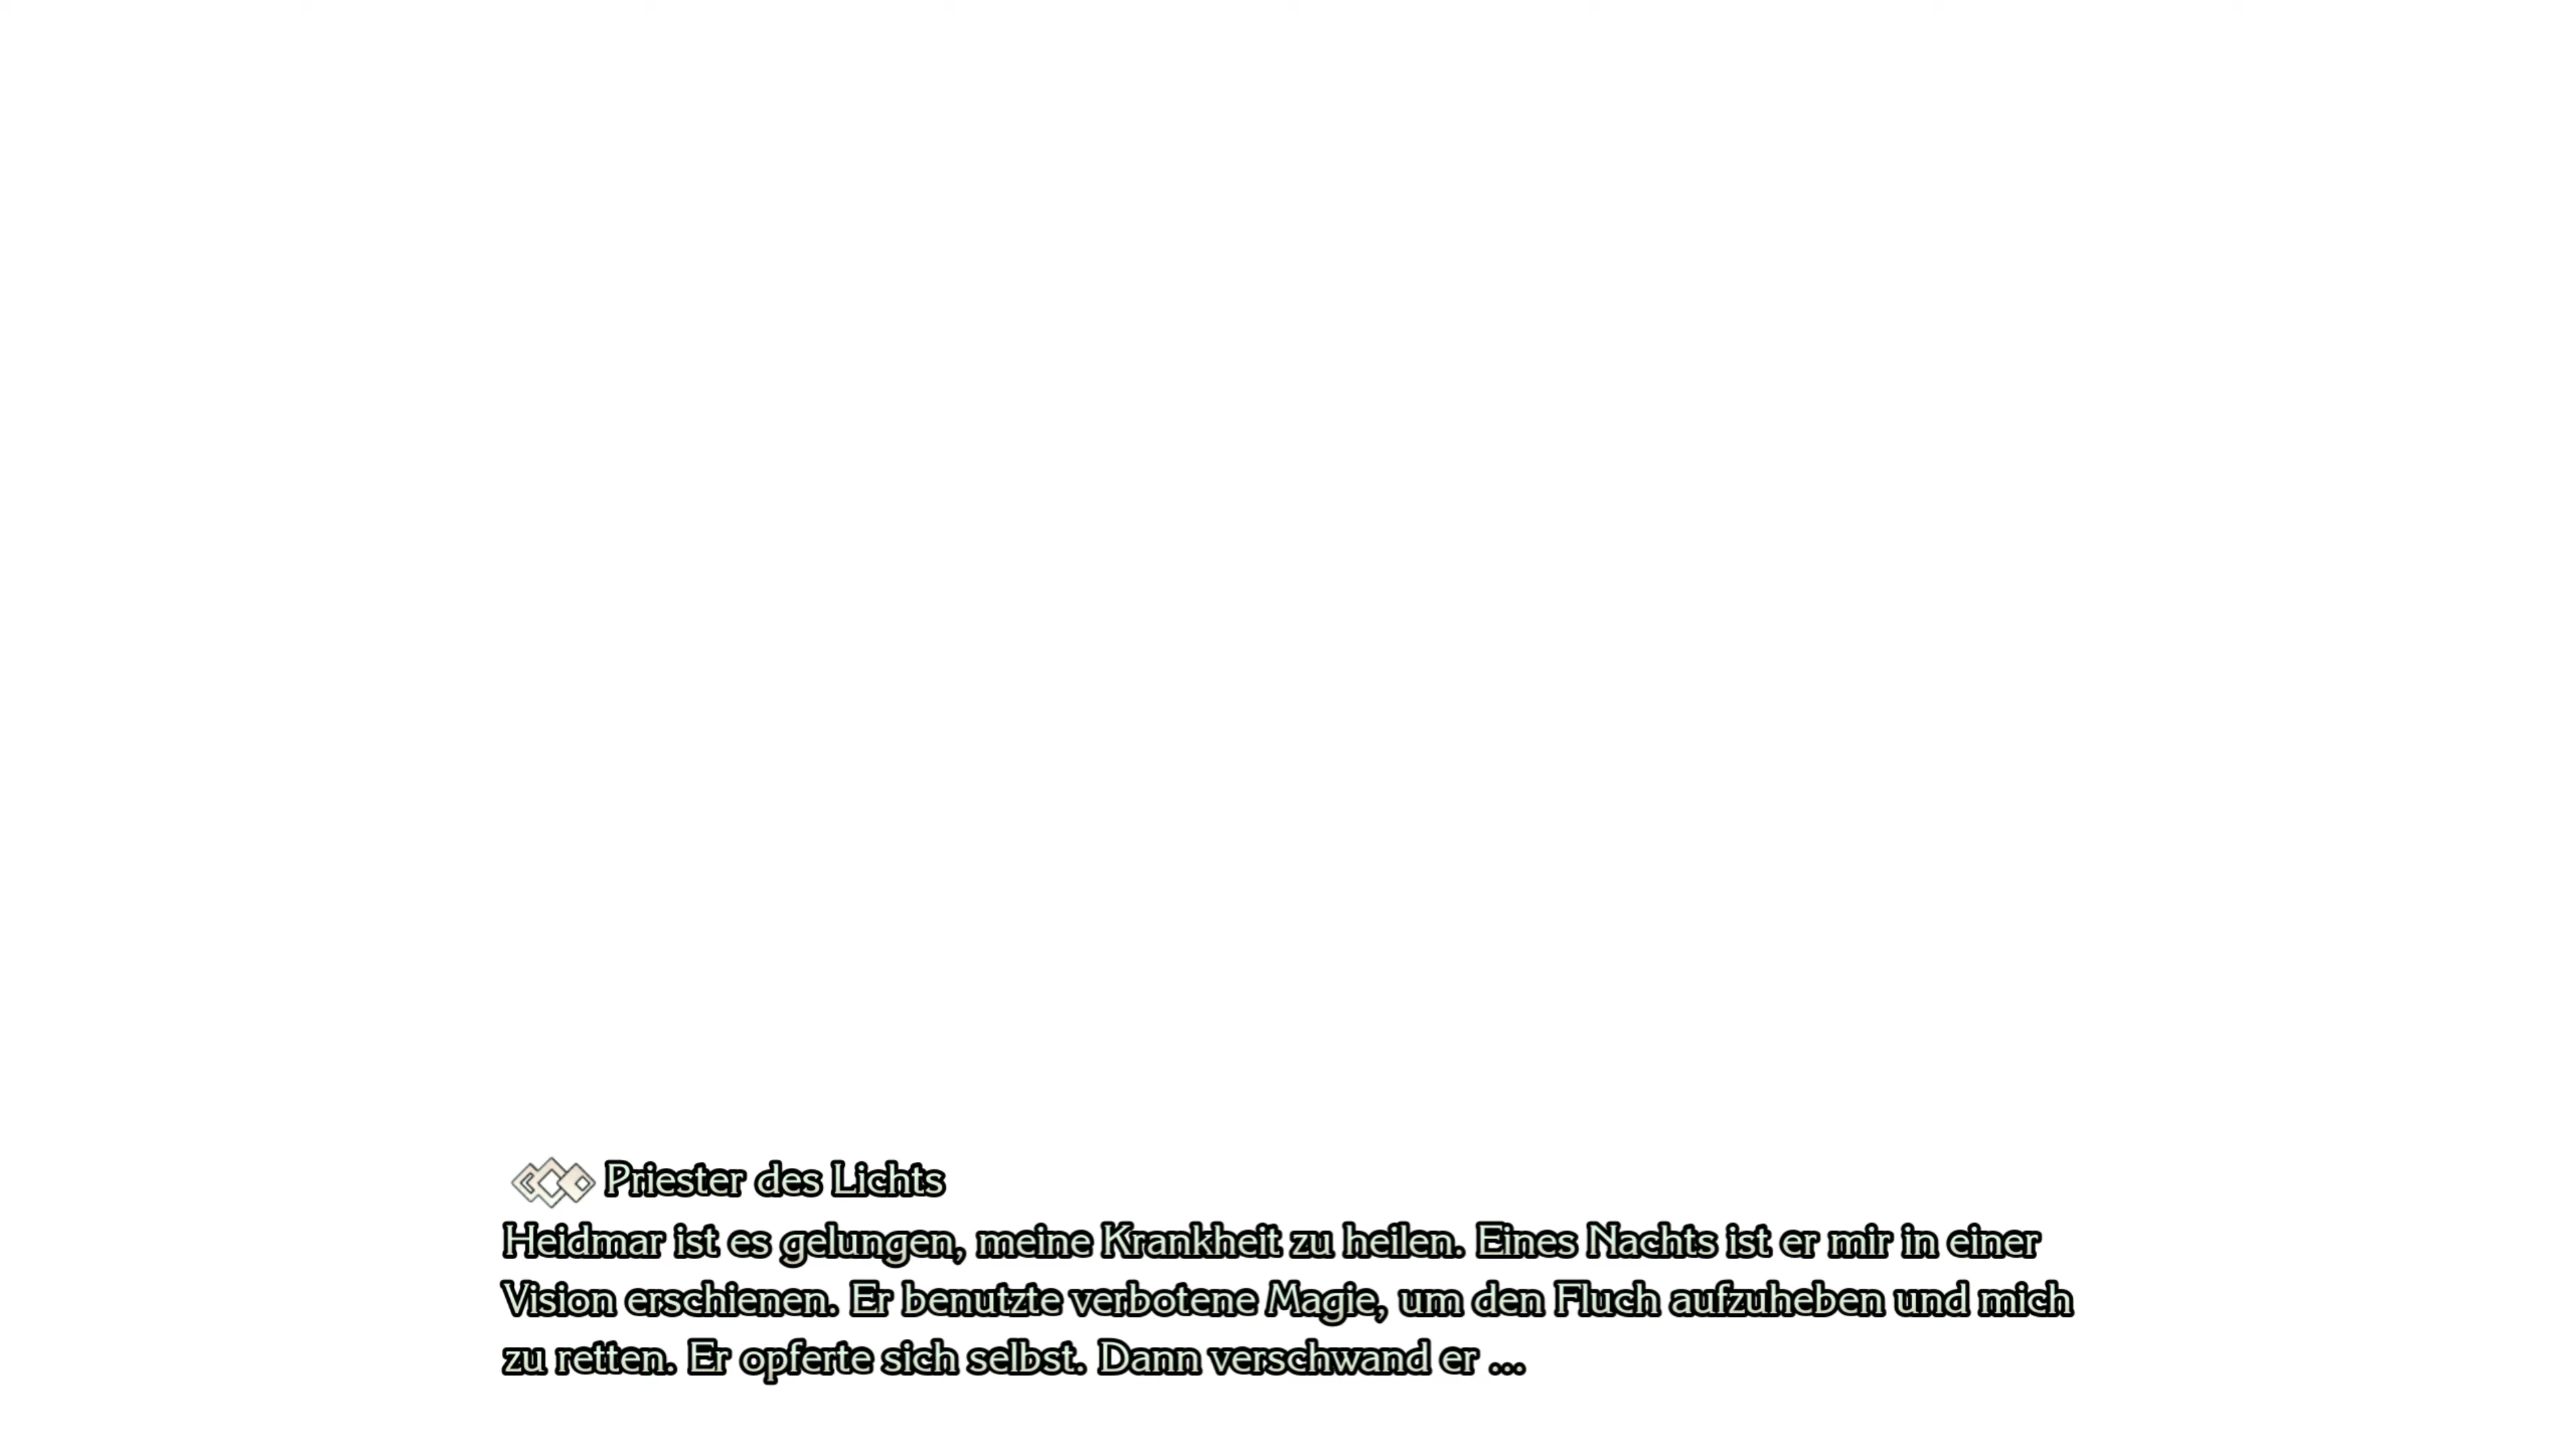 Priester des Lichts
Heidmar ist es gelungen, meine Krankheit zu heilen. Eines Nachts ist er mir in einer
Vision erschienen. Er benutzte verbotene Magie, um den Fluch aufzuheben und mich
zu retten. Er opferte sich selbst. Dann verschwand er ...